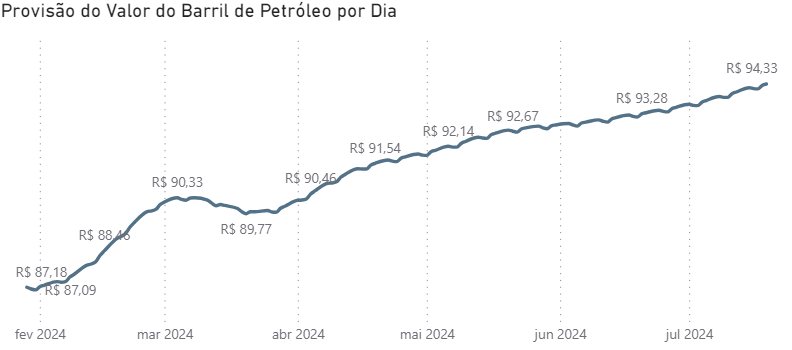 Provisão do Valor do Barril de Petróleo por Dia
R$ 94,33
R$ 93,28
R$ 92,67
R$ 92,14
R$ 91,54
R$ 90,46
R$ 90,33
R$ 89,77
R$ 88,46
R$ 87,18
R$ 87,09
fev 2024 mar 2024 abr 2024 mai 2024 jun 2024 jul 2024